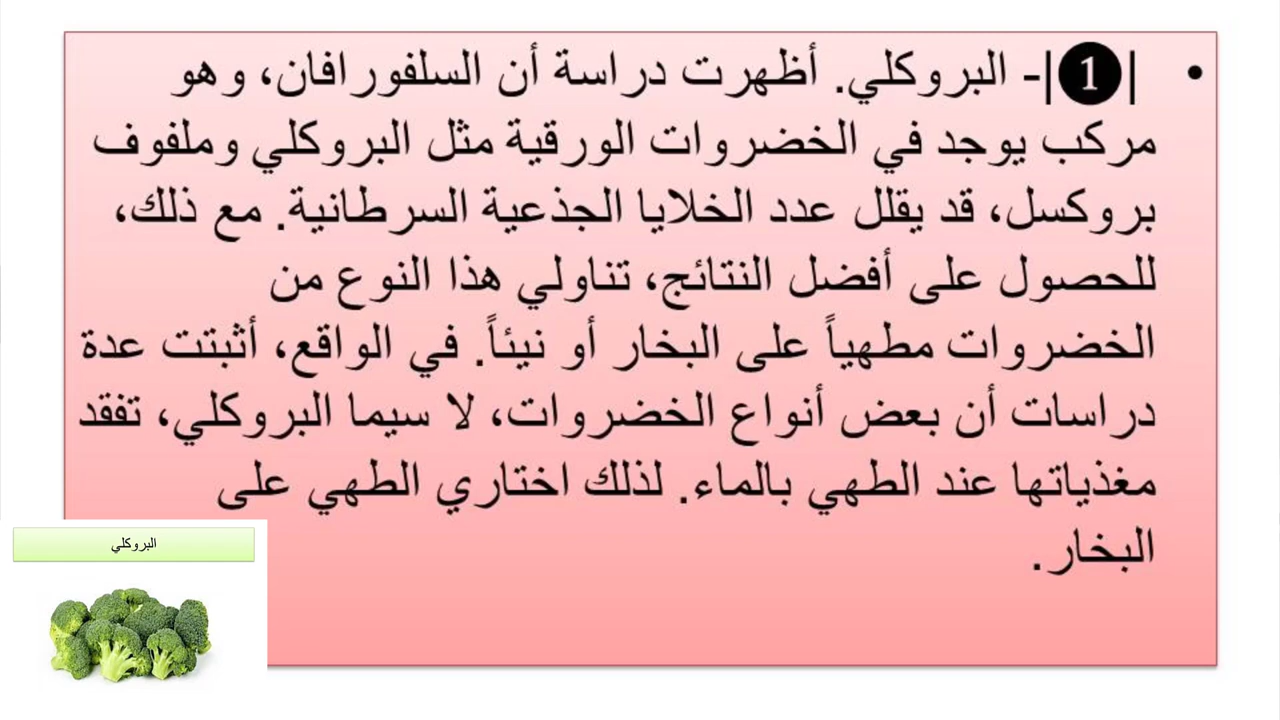 • |❶|- البروكلي. أظهرت دراسة أن السلفورافان، وهو
مركب يوجد في الخضروات الورقية مثل البروكلي وملفوف
بروكسل، قد يقلل عدد الخلايا الجذعية السرطانية. مع ذلك،
للحصول على أفضل النتائج، تناولي هذا النوع من
الخضروات مطهياً على البخار أو نيئاً. في الواقع، أثبتت عدة
دراسات أن بعض أنواع الخضروات، لا سيما البروكلي، تفقد
مغذياتها عند الطهي بالماء. لذلك اختاري الطهي على
البخار.
البروكلي